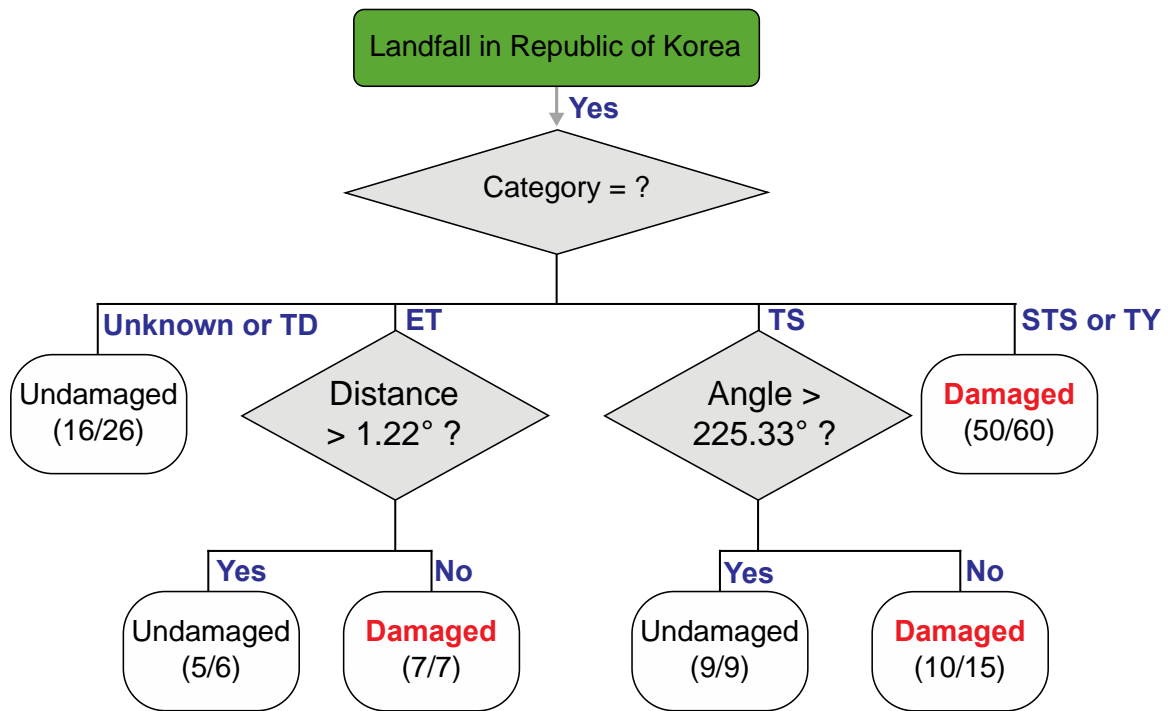 Landfall in Republic of Korea
Yes
Category = ?
Unknown or TD
ET
TS
STS or TY
Undamaged
(16/26)
Distance
> 1.22° ?
Angle >
225.33° ?
Damaged
(50/60)
Yes
No
Yes
No
Undamaged
(5/6)
Damaged
(7/7)
Undamaged
(9/9)
Damaged
(10/15)